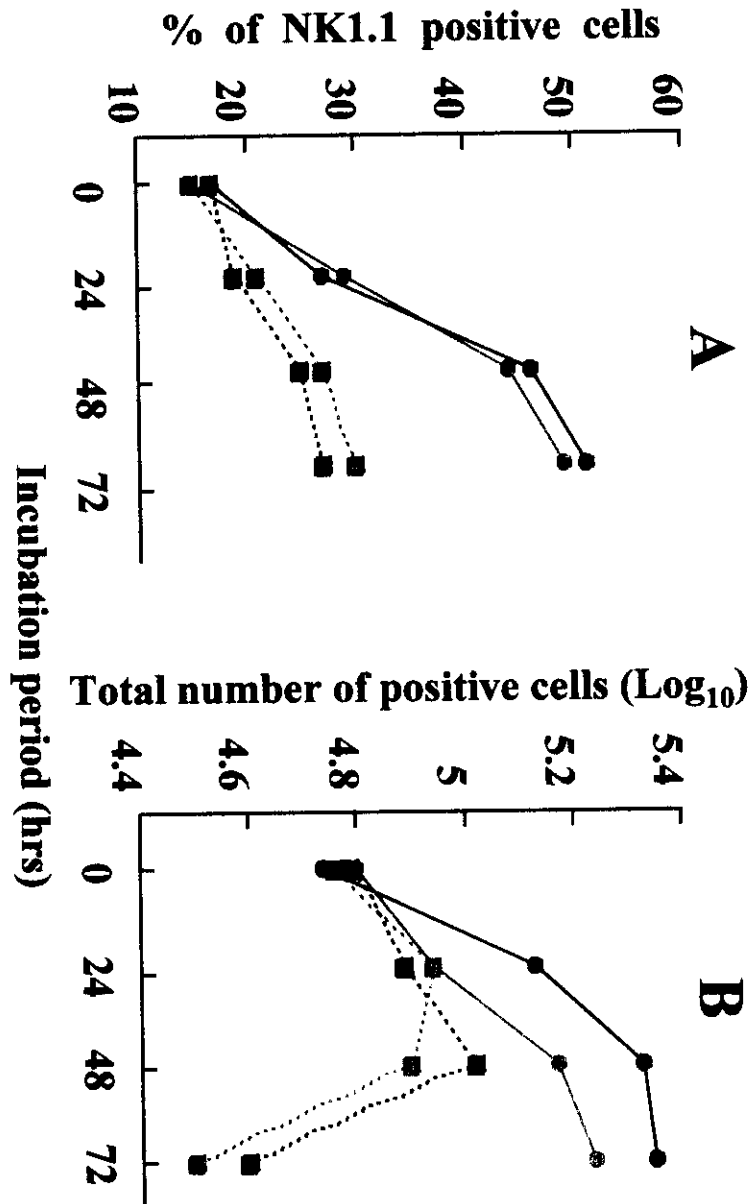 A
% of NK1.1 positive cells
60
50
40
30
20
10
0 24 48 72
Incubation period (hrs)
B
Total number of positive cells (Log10)
5.4
5.2
5
4.8
4.6
4.4
0 24 48 72